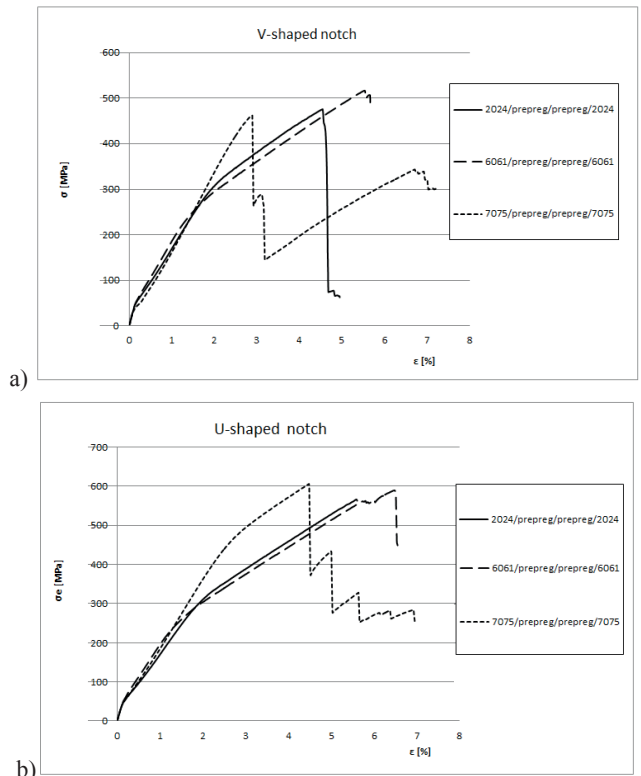 V-shaped notch
600
500
400
300
200
100
0
σ [MPa]
0 1 2 3 4 5 6 7 8
ε [%]
2024/prepreg/prepreg/2024
6061/prepreg/prepreg/6061
7075/prepreg/prepreg/7075
a)
U-shaped notch
700
600
500
400
300
200
100
0
σe [MPa]
0 1 2 3 4 5 6 7 8
ε [%]
2024/prepreg/prepreg/2024
6061/prepreg/prepreg/6061
7075/prepreg/prepreg/7075
b)